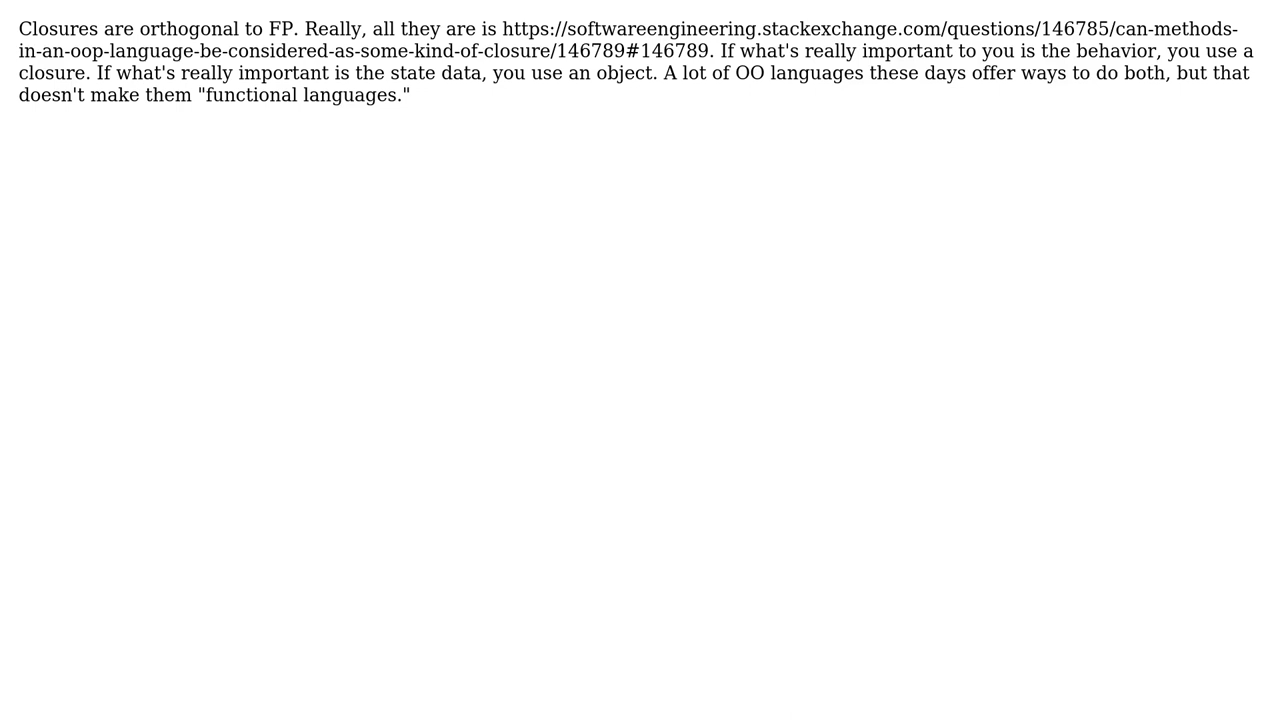 Closures are orthogonal to FP. Really, all they are is https://softwareengineering.stackexchange.com/questions/146785/can-methods-
in-an-oop-language-be-considered-as-some-kind-of-closure/146789#146789. If what's really important to you is the behavior, you use a
closure. If what's really important is the state data, you use an object. A lot of OO languages these days offer ways to do both, but that
doesn't make them "functional languages."